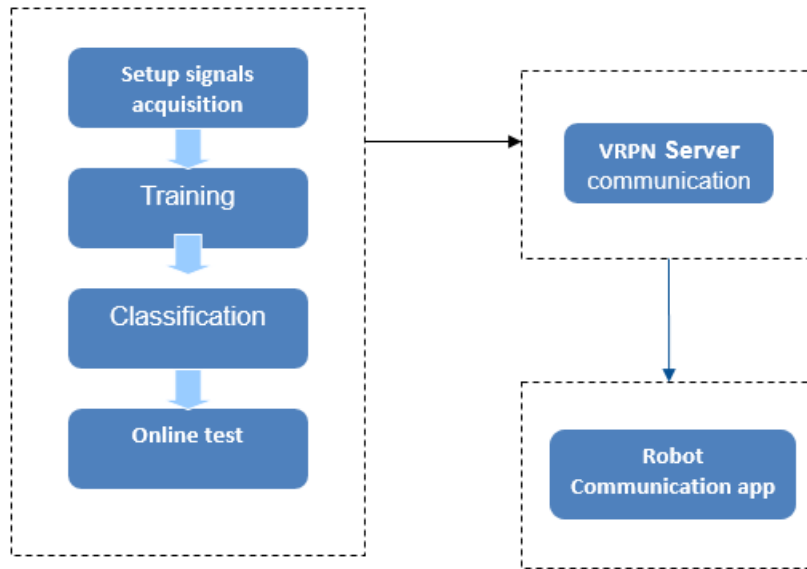 Setup signals
acquisition
Training
Classification
Online test
VRPN Server
communication
Robot
Communication app